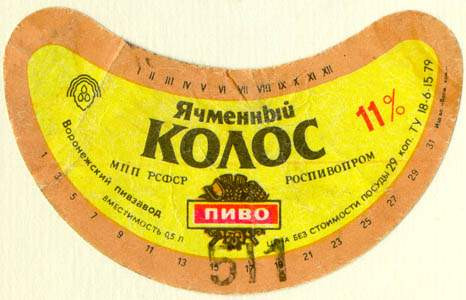 I II III IV V VI VII VIII IX X XI XII
Ячменный
КОЛОС
11%
МПП РСФСР
РОСПИВОПРОМ
ПИВО
Воронежский пивзавод
вместимость 0,5 л
ЦЕНА БЕЗ СТОИМОСТИ ПОСУДЫ 29 коп. ТУ 18-6-15 79
1 3 5 7 9 11 13 15 19 21 23 25 27 29 31
511